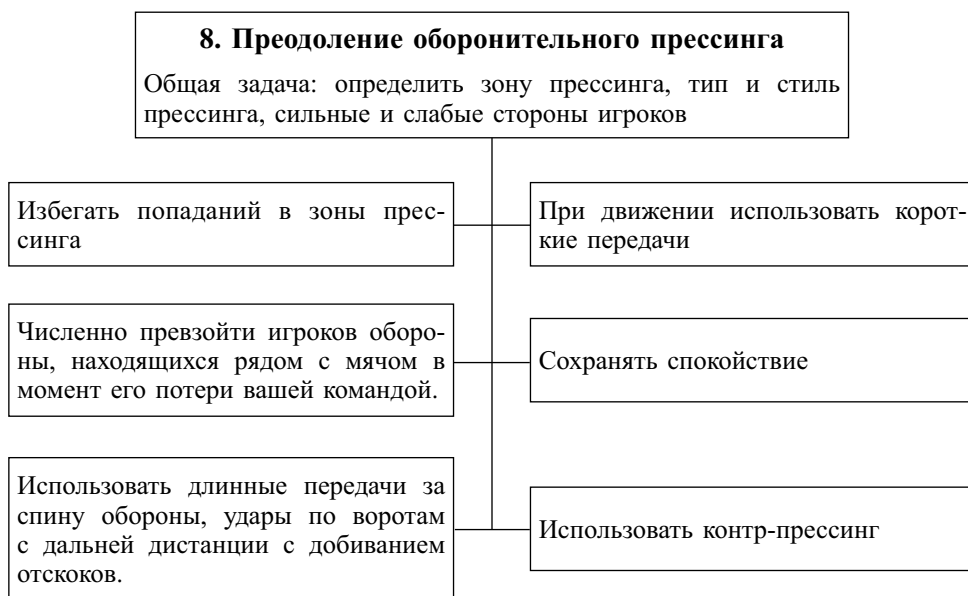 8. Преодоление оборонительного прессинга
Общая задача: определить зону прессинга, тип и стиль
прессинга, сильные и слабые стороны игроков
Избегать попаданий в зоны прес-
синга
При движении использовать корот-
кие передачи
Численно превзойти игроков оборо-
ны, находящихся рядом с мячом в
момент его потери вашей командой.
Сохранять спокойствие
Использовать длинные передачи за
спину обороны, удары по воротам
с дальней дистанции с добиванием
отскоков.
Использовать контр-прессинг